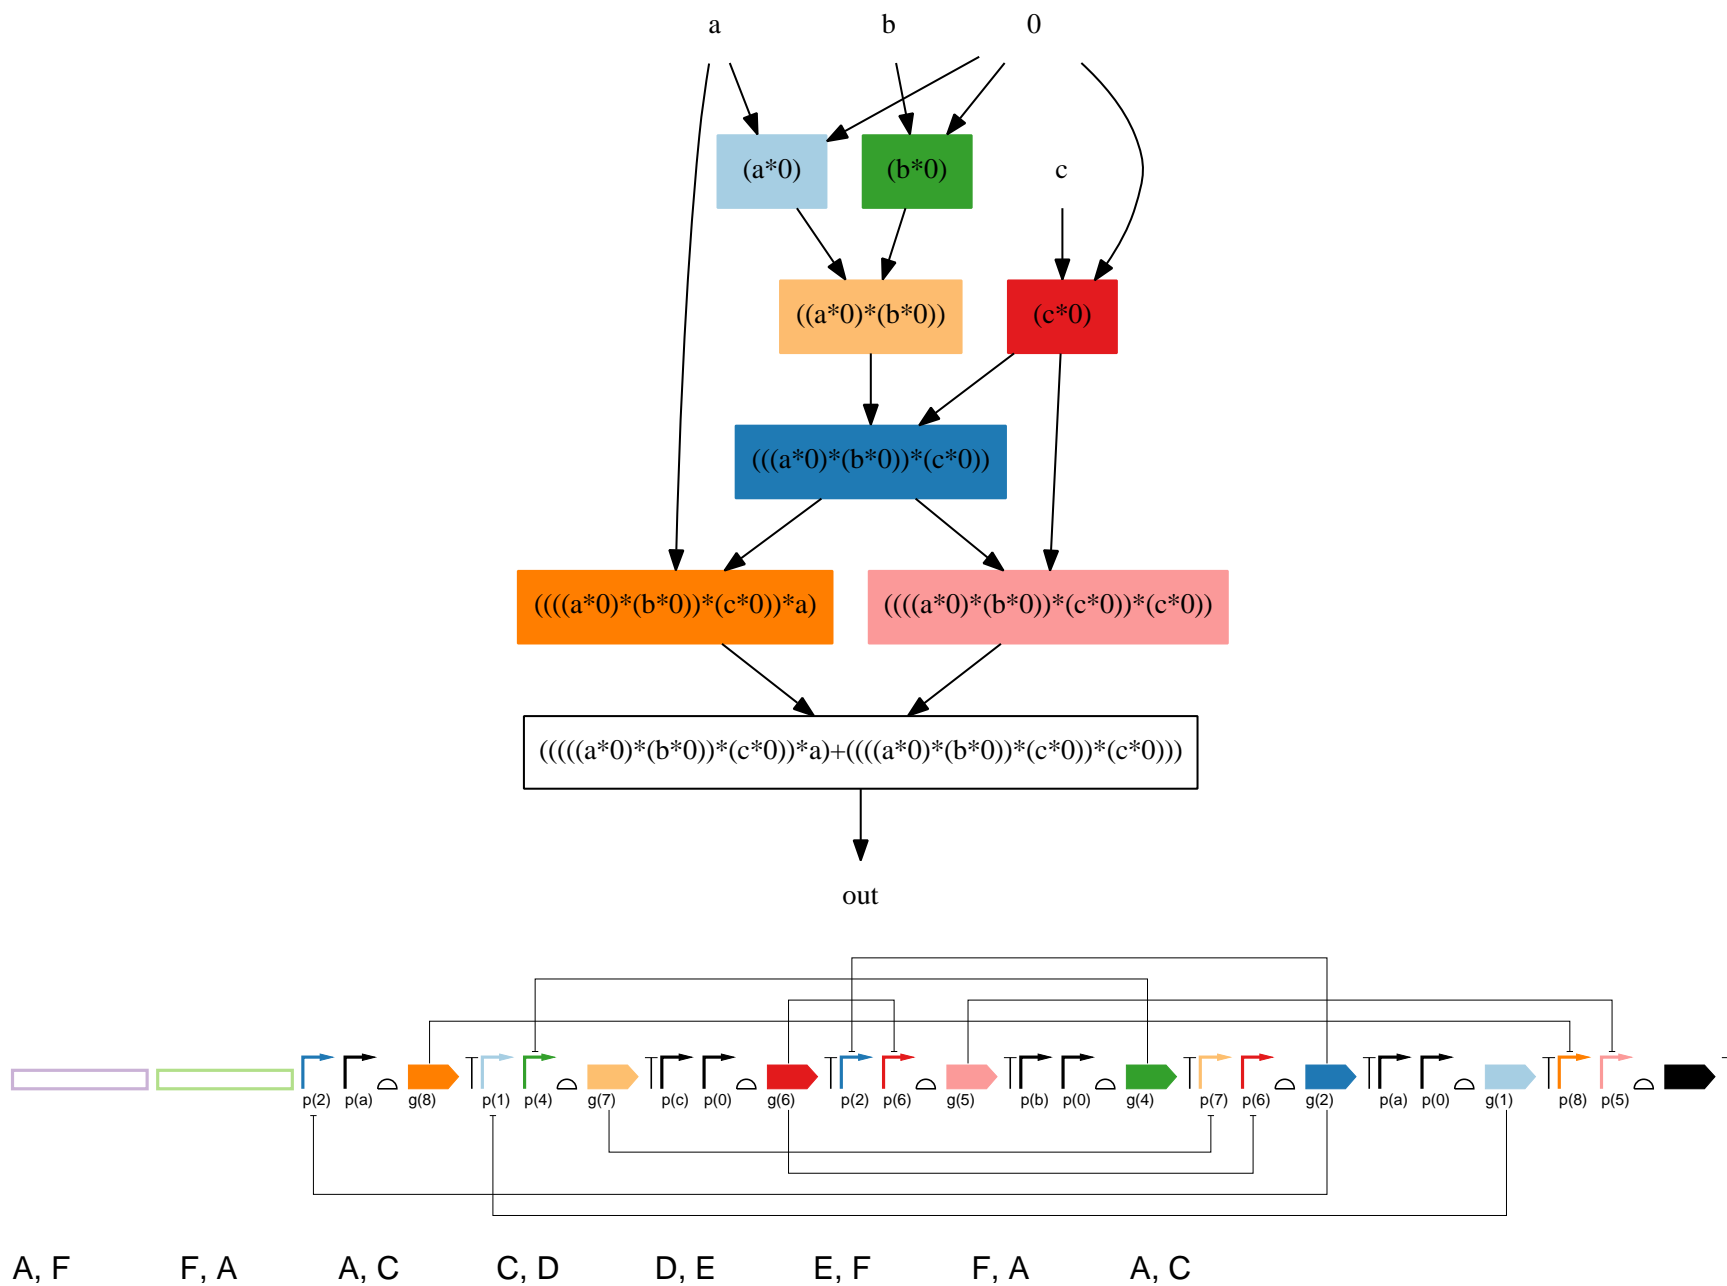 a b 0
(a*0) (b*0) c
((a*0)*(b*0)) (c*0)
(((a*0)*(b*0))*(c*0))
((((a*0)*(b*0))*(c*0))*a) ((((a*0)*(b*0))*(c*0))*(c*0))
(((((a*0)*(b*0))*(c*0))*a)+((((a*0)*(b*0))*(c*0))*(c*0)))
out
p(2) p(a) g(8) p(1) p(4) g(7) p(c) p(0) g(6) p(2) p(6) g(5) p(b) p(0) g(4) p(7) p(6) g(2) p(a) p(0) g(1) p(8) p(5)
A, F F, A A, C C, D D, E E, F F, A A, C